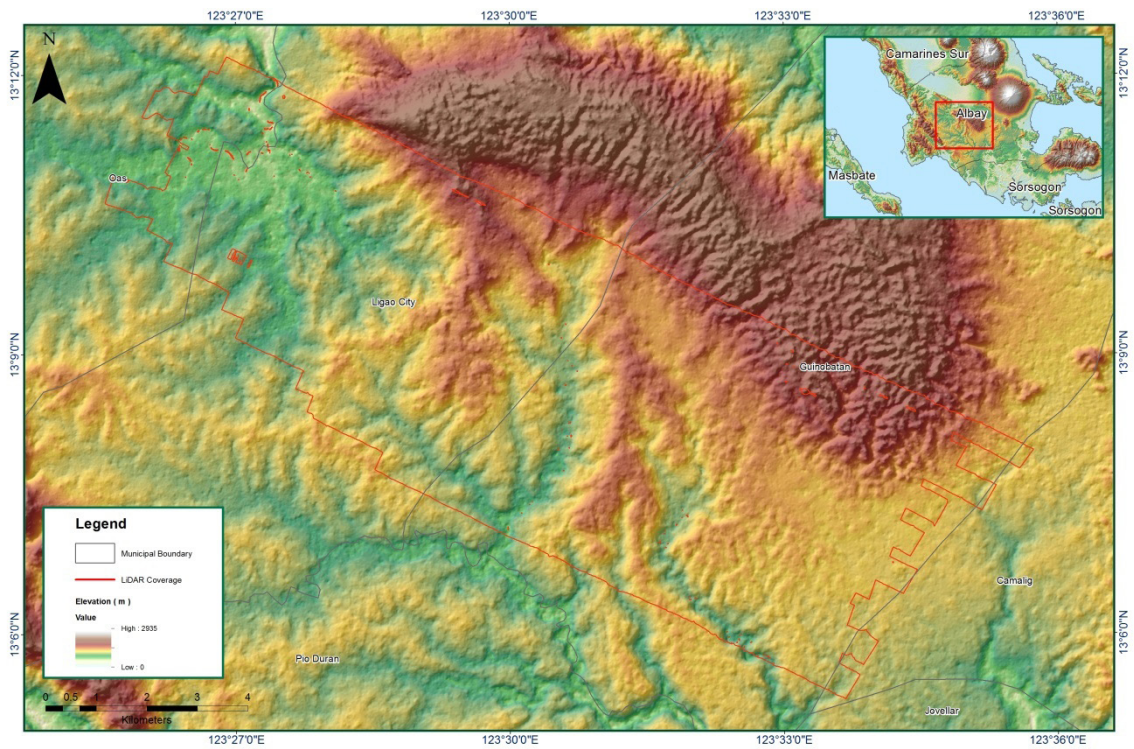 123°27'0"E
123°30'0"E
123°33'0"E
123°36'0"E
N
13°12'0"N
13°12'0"N
Camarines Sur
Albay
Masbate
Sorsogon
Sorsogon
Oas
Ligao City
13°9'0"N
13°9'0"N
Guinobatan
Legend
Municipal Boundary
LiDAR Coverage
Elevation ( m )
Value
High : 2935
Low : 0
Camalig
13°6'0"N
13°6'0"N
Pio Duran
Jovellar
0 0.5 1 2 3 4
Kilometers
123°27'0"E
123°30'0"E
123°33'0"E
123°36'0"E